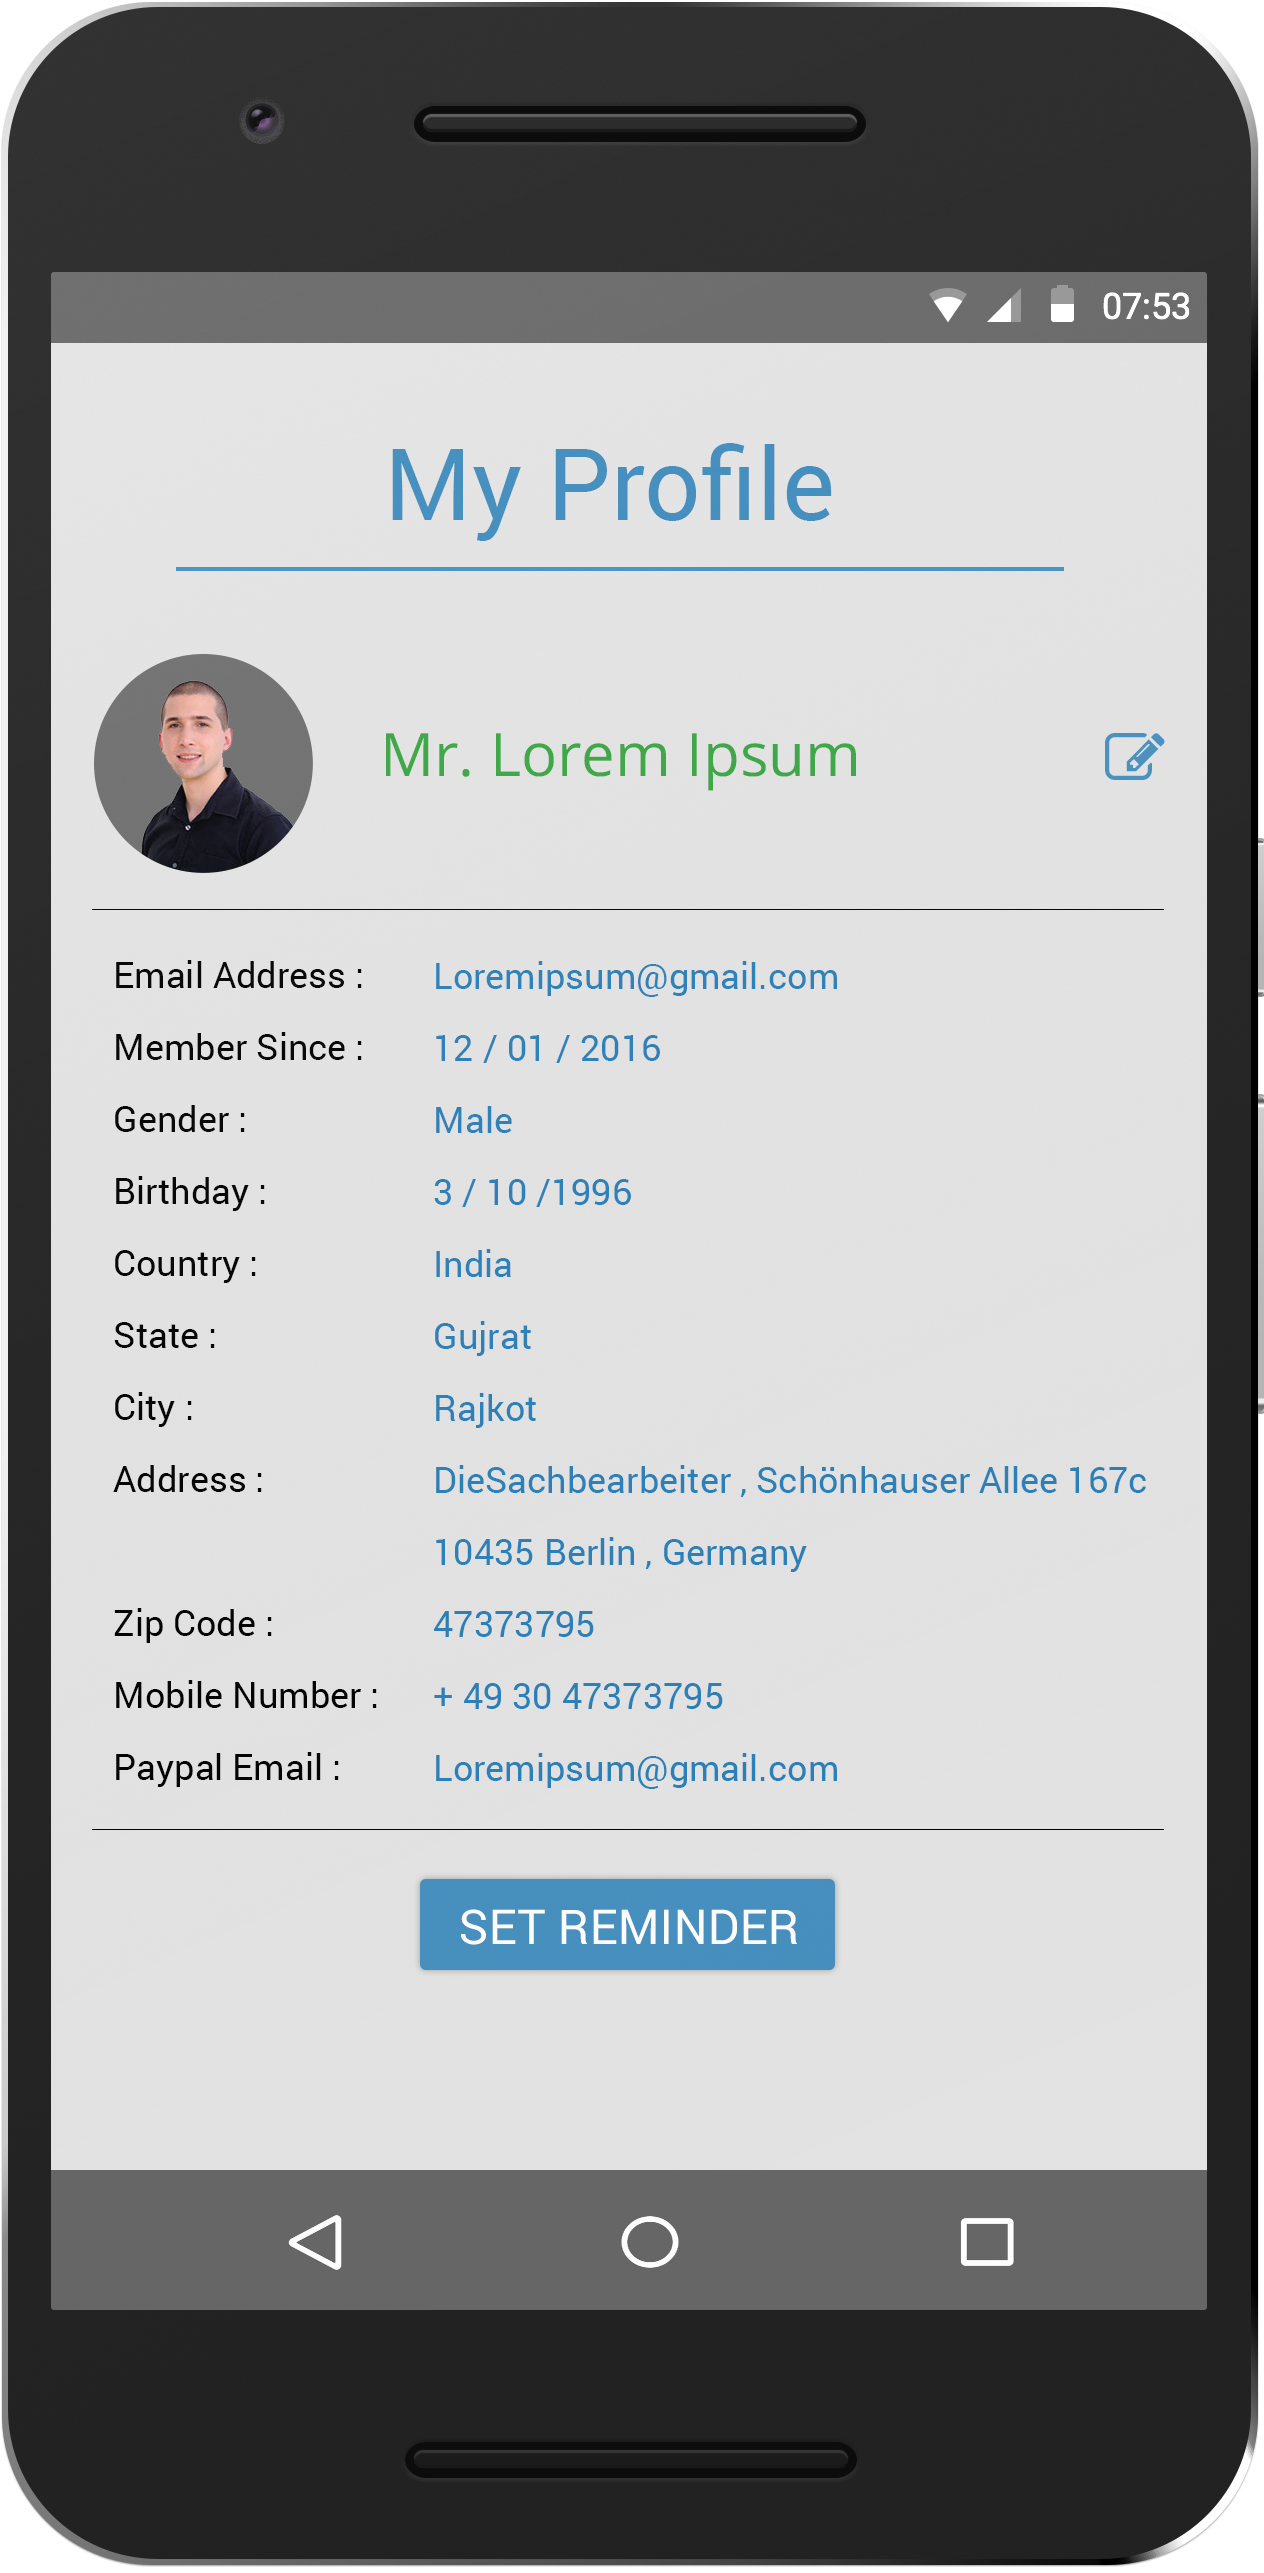 07:53
My Profile
Mr. Lorem Ipsum
Email Address : Loremipsum@gmail.com
Member Since : 12 / 01 / 2016
Gender : Male
Birthday : 3 / 10 /1996
Country : India
State : Gujrat
City : Rajkot
Address : DieSachbearbeiter , Schönhauser Allee 167c
10435 Berlin , Germany
Zip Code : 47373795
Mobile Number : + 49 30 47373795
Paypal Email : Loremipsum@gmail.com
SET REMINDER